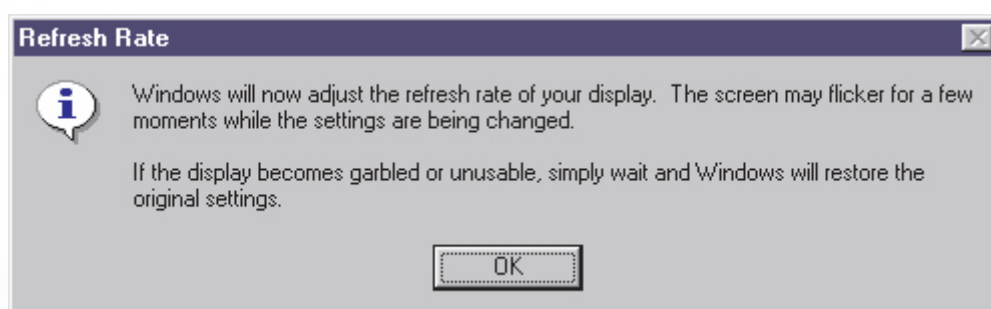 Refresh Rate
Windows will now adjust the refresh rate of your display.  The screen may flicker for a few
moments while the settings are being changed.
If the display becomes garbled or unusable, simply wait and Windows will restore the
original settings.
OK